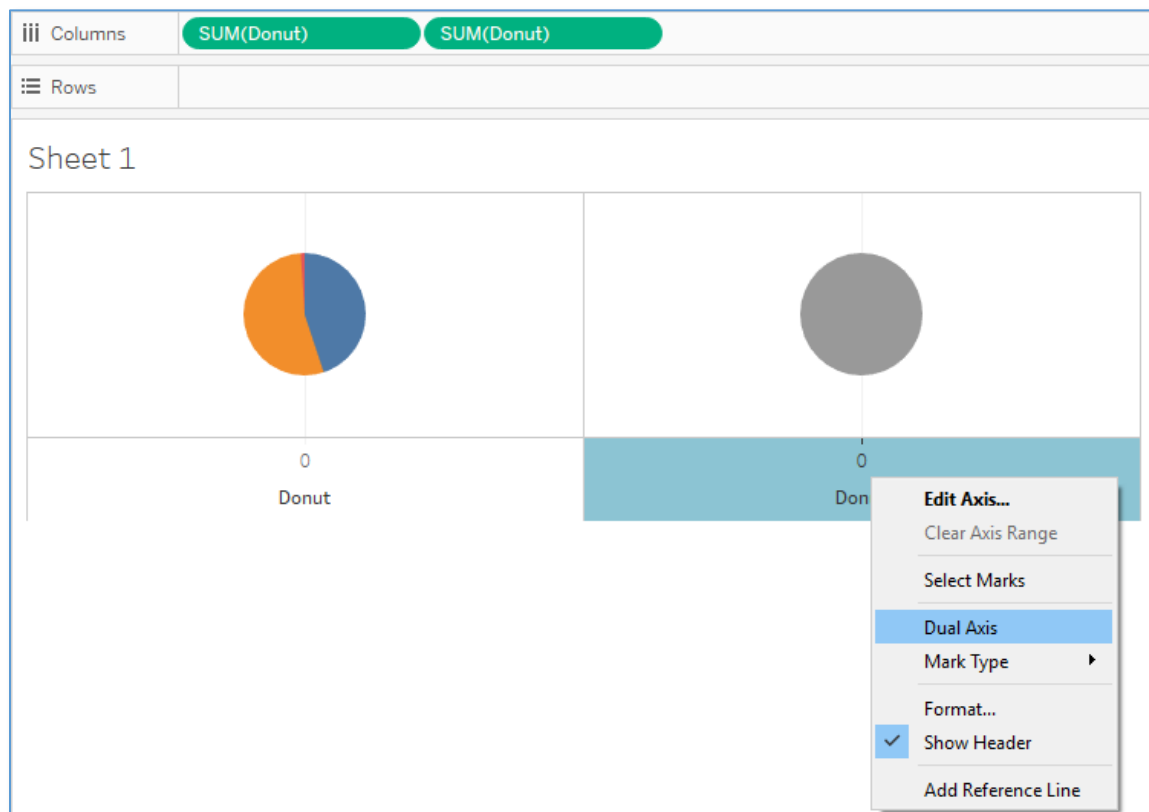 Columns SUM(Donut) SUM(Donut)
Rows
Sheet 1
0 0
Donut Don
Edit Axis...
Clear Axis Range
Select Marks
Dual Axis
Mark Type
Format...
Show Header
Add Reference Line